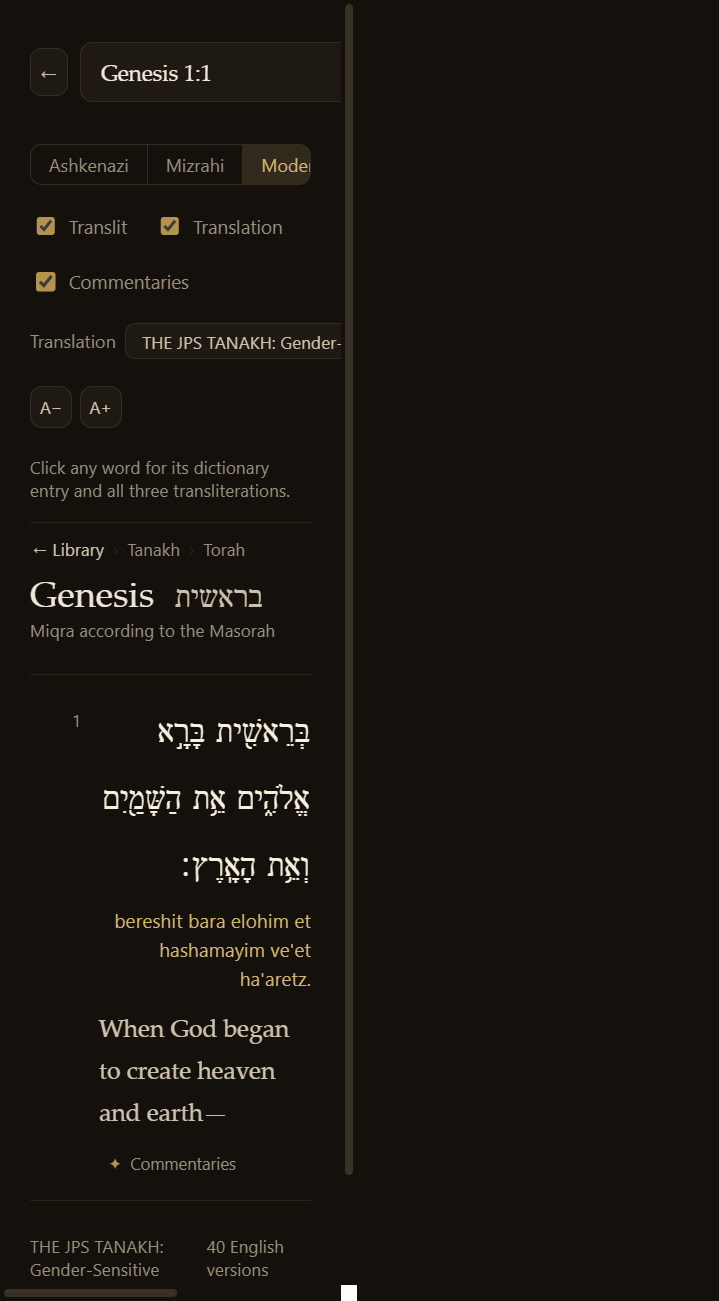 ←
Genesis 1:1
Ashkenazi Mizrahi
Translit Translation
Commentaries
Translation THE JPS TANAKH: Gender-
A− A+
Click any word for its dictionary
entry and all three transliterations.
← Library › Tanakh › Torah
Genesis בראשית
Miqra according to the Masorah
1
בְּרֵאשִׁ֖ית בָּרָ֣א
אֱלֹהִ֑ים אֵ֥ת הַשָּׁמַ֖יִם
וְאֵ֥ת הָאָֽרֶץ׃
bereshit bara elohim et
hashamayim ve'et
ha'aretz.
When God began
to create heaven
and earth—
✦ Commentaries
THE JPS TANAKH:
Gender-Sensitive
40 English
versions